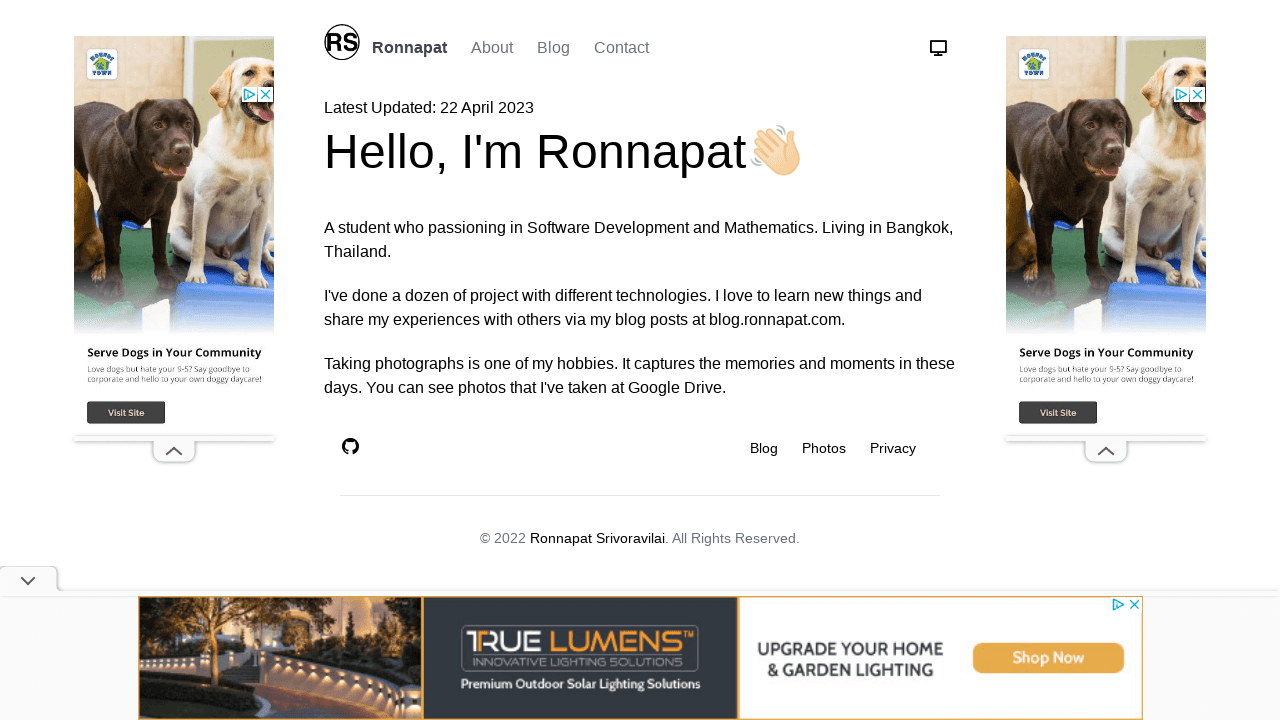 RS Ronnapat About Blog Contact
Latest Updated: 22 April 2023
Hello, I'm Ronnapat👋🏻
A student who passioning in Software Development and Mathematics. Living in Bangkok,
Thailand.
I've done a dozen of project with different technologies. I love to learn new things and
share my experiences with others via my blog posts at blog.ronnapat.com.
Taking photographs is one of my hobbies. It captures the memories and moments in these
days. You can see photos that I've taken at Google Drive.
Blog Photos Privacy
© 2022 Ronnapat Srivoravilai. All Rights Reserved.
HOUNDS
TOWN
Serve Dogs in Your Community
Love dogs but hate your 9-5? Say goodbye to
corporate and hello to your own doggy daycare!
Visit Site
HOUNDS
TOWN
Serve Dogs in Your Community
Love dogs but hate your 9-5? Say goodbye to
corporate and hello to your own doggy daycare!
Visit Site
TRUE LUMENS™
INNOVATIVE LIGHTING SOLUTIONS
Premium Outdoor Solar Lighting Solutions
UPGRADE YOUR HOME
& GARDEN LIGHTING
Shop Now